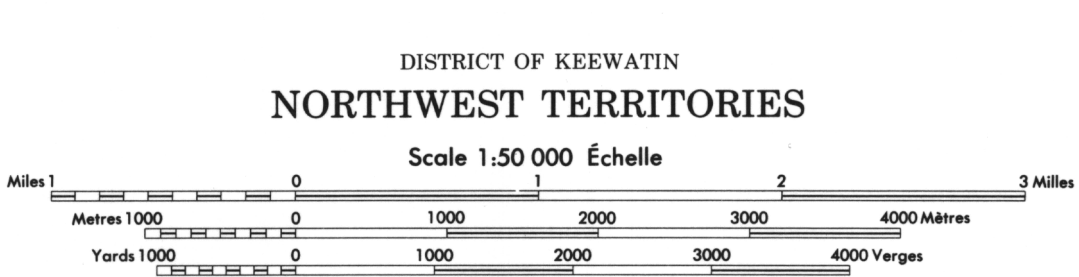 DISTRICT OF KEEWATIN
NORTHWEST TERRITORIES
Scale 1:50 000 Échelle
Miles 1 0 1 2 3 Milles
Metres 1000 0 1000 2000 3000 4000 Mètres
Yards 1000 0 1000 2000 3000 4000 Verges